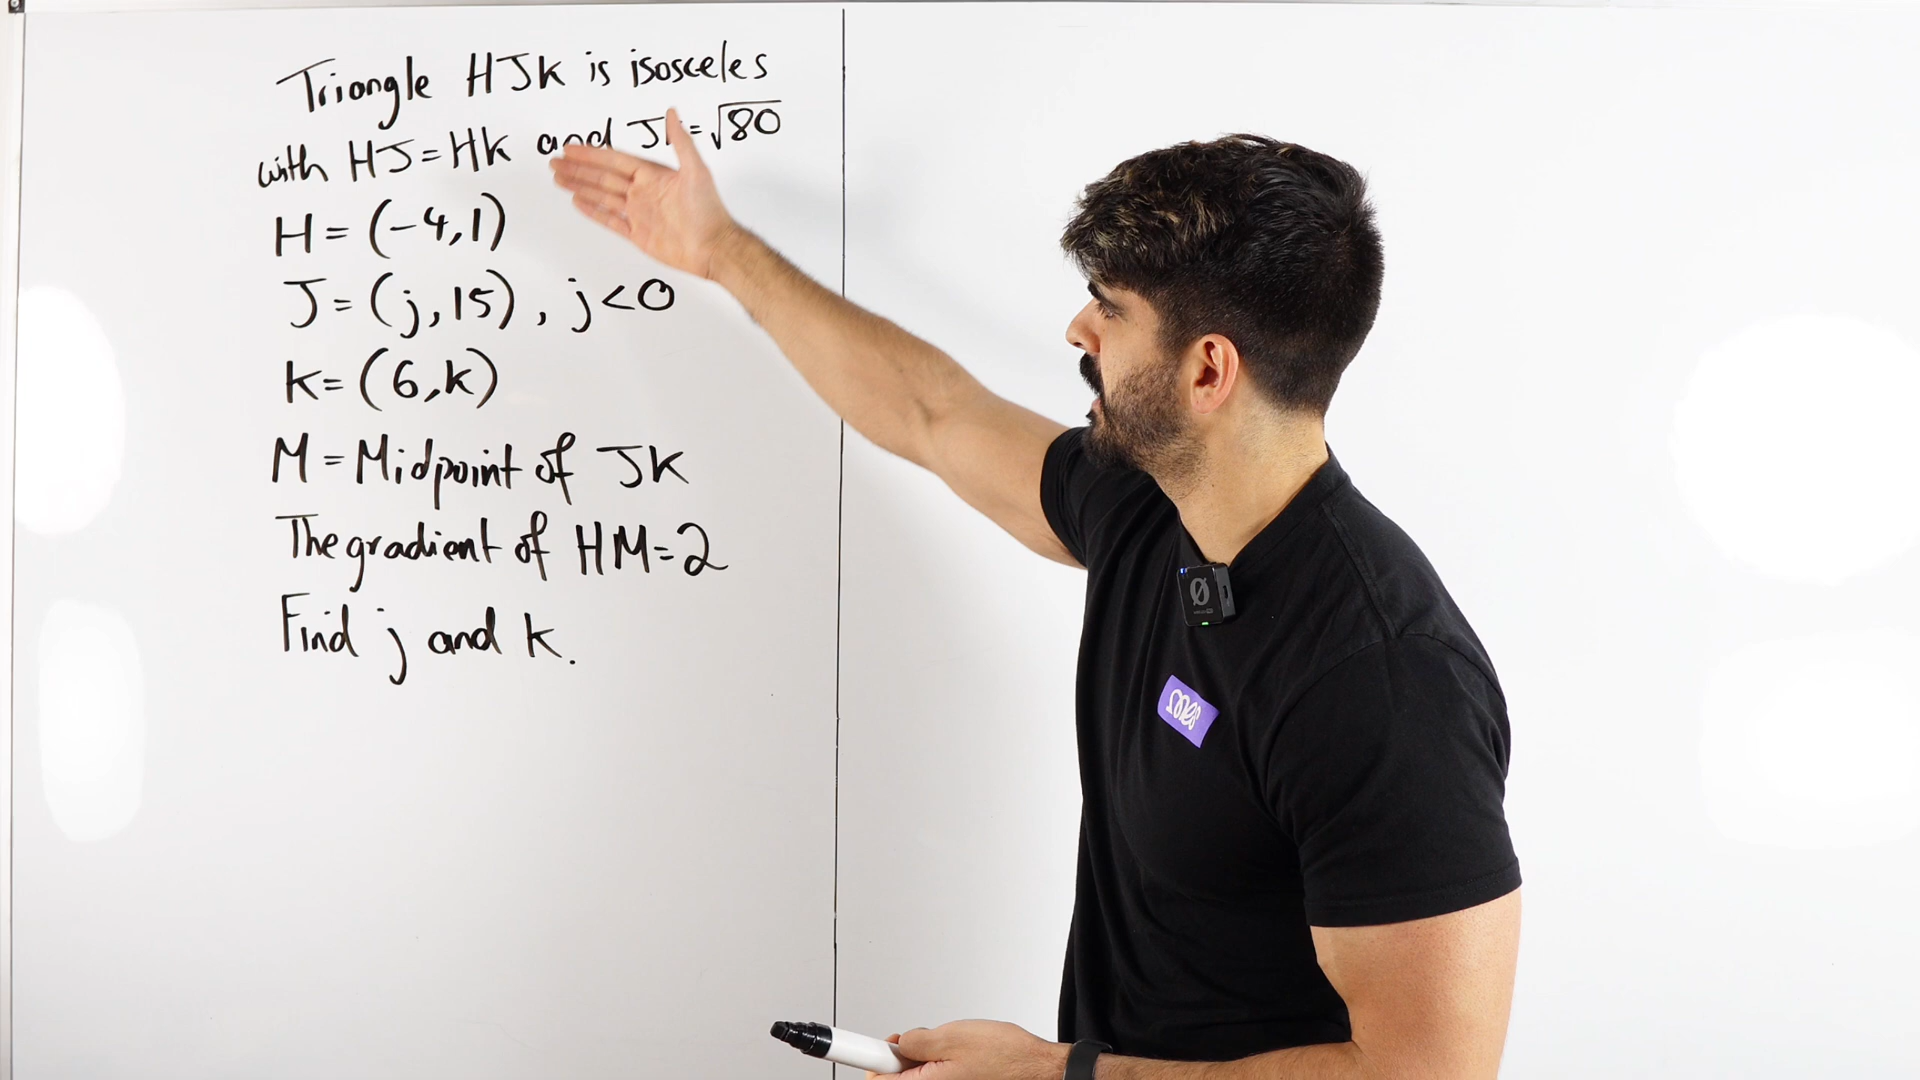 Triangle HJK is isosceles
with HJ=HK and J =√80
H=(-4,1)
J=(j,15), j<0
K=(6,k)
M=Midpoint of JK
The gradient of HM=2
Find j and k.